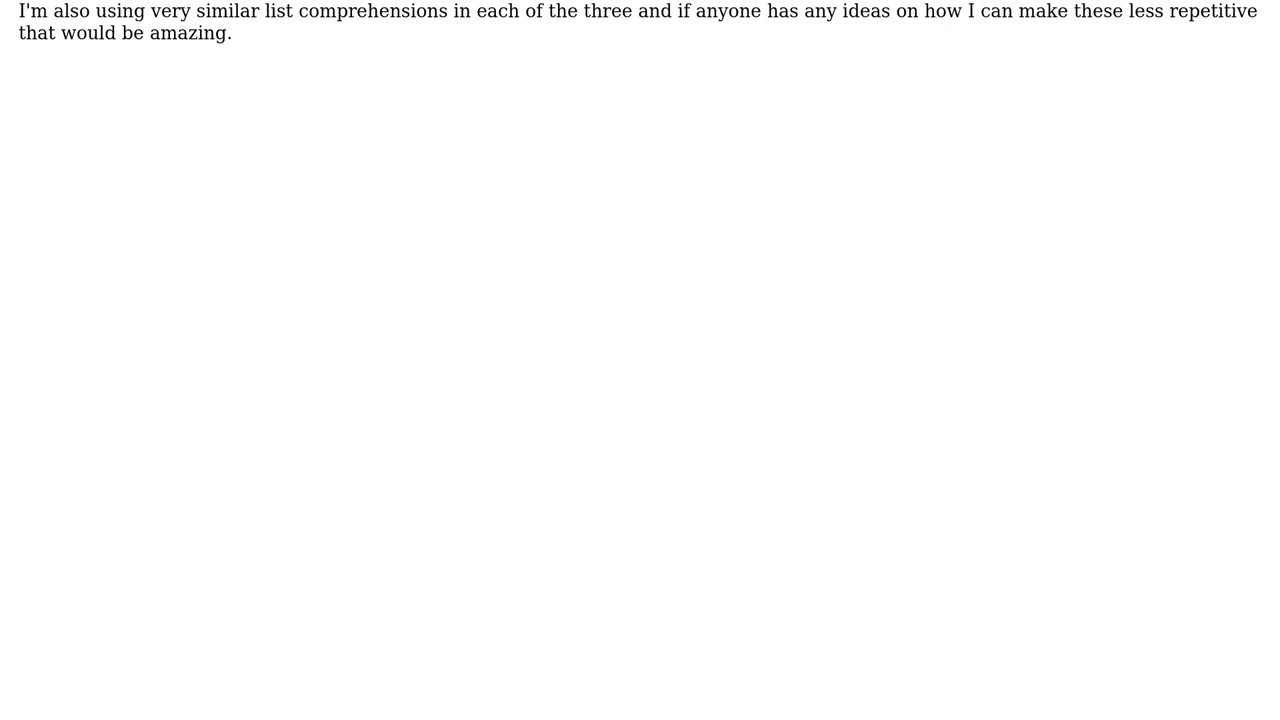 I'm also using very similar list comprehensions in each of the three and if anyone has any ideas on how I can make these less repetitive
that would be amazing.